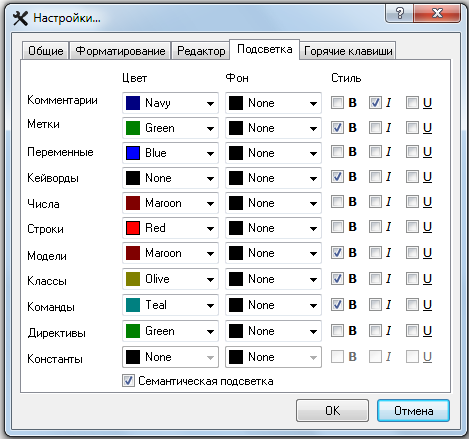 Настройки...
Общие Форматирование Редактор Подсветка Горячие клавиши
Цвет Фон Стиль
Комментарии Navy None B I U
Метки Green None B I U
Переменные Blue None B I U
Кейворды None None B I U
Числа Maroon None B I U
Строки Red None B I U
Модели Maroon None B I U
Классы Olive None B I U
Команды Teal None B I U
Директивы Green None B I U
Константы None None B I U
Семантическая подсветка
OK Отмена